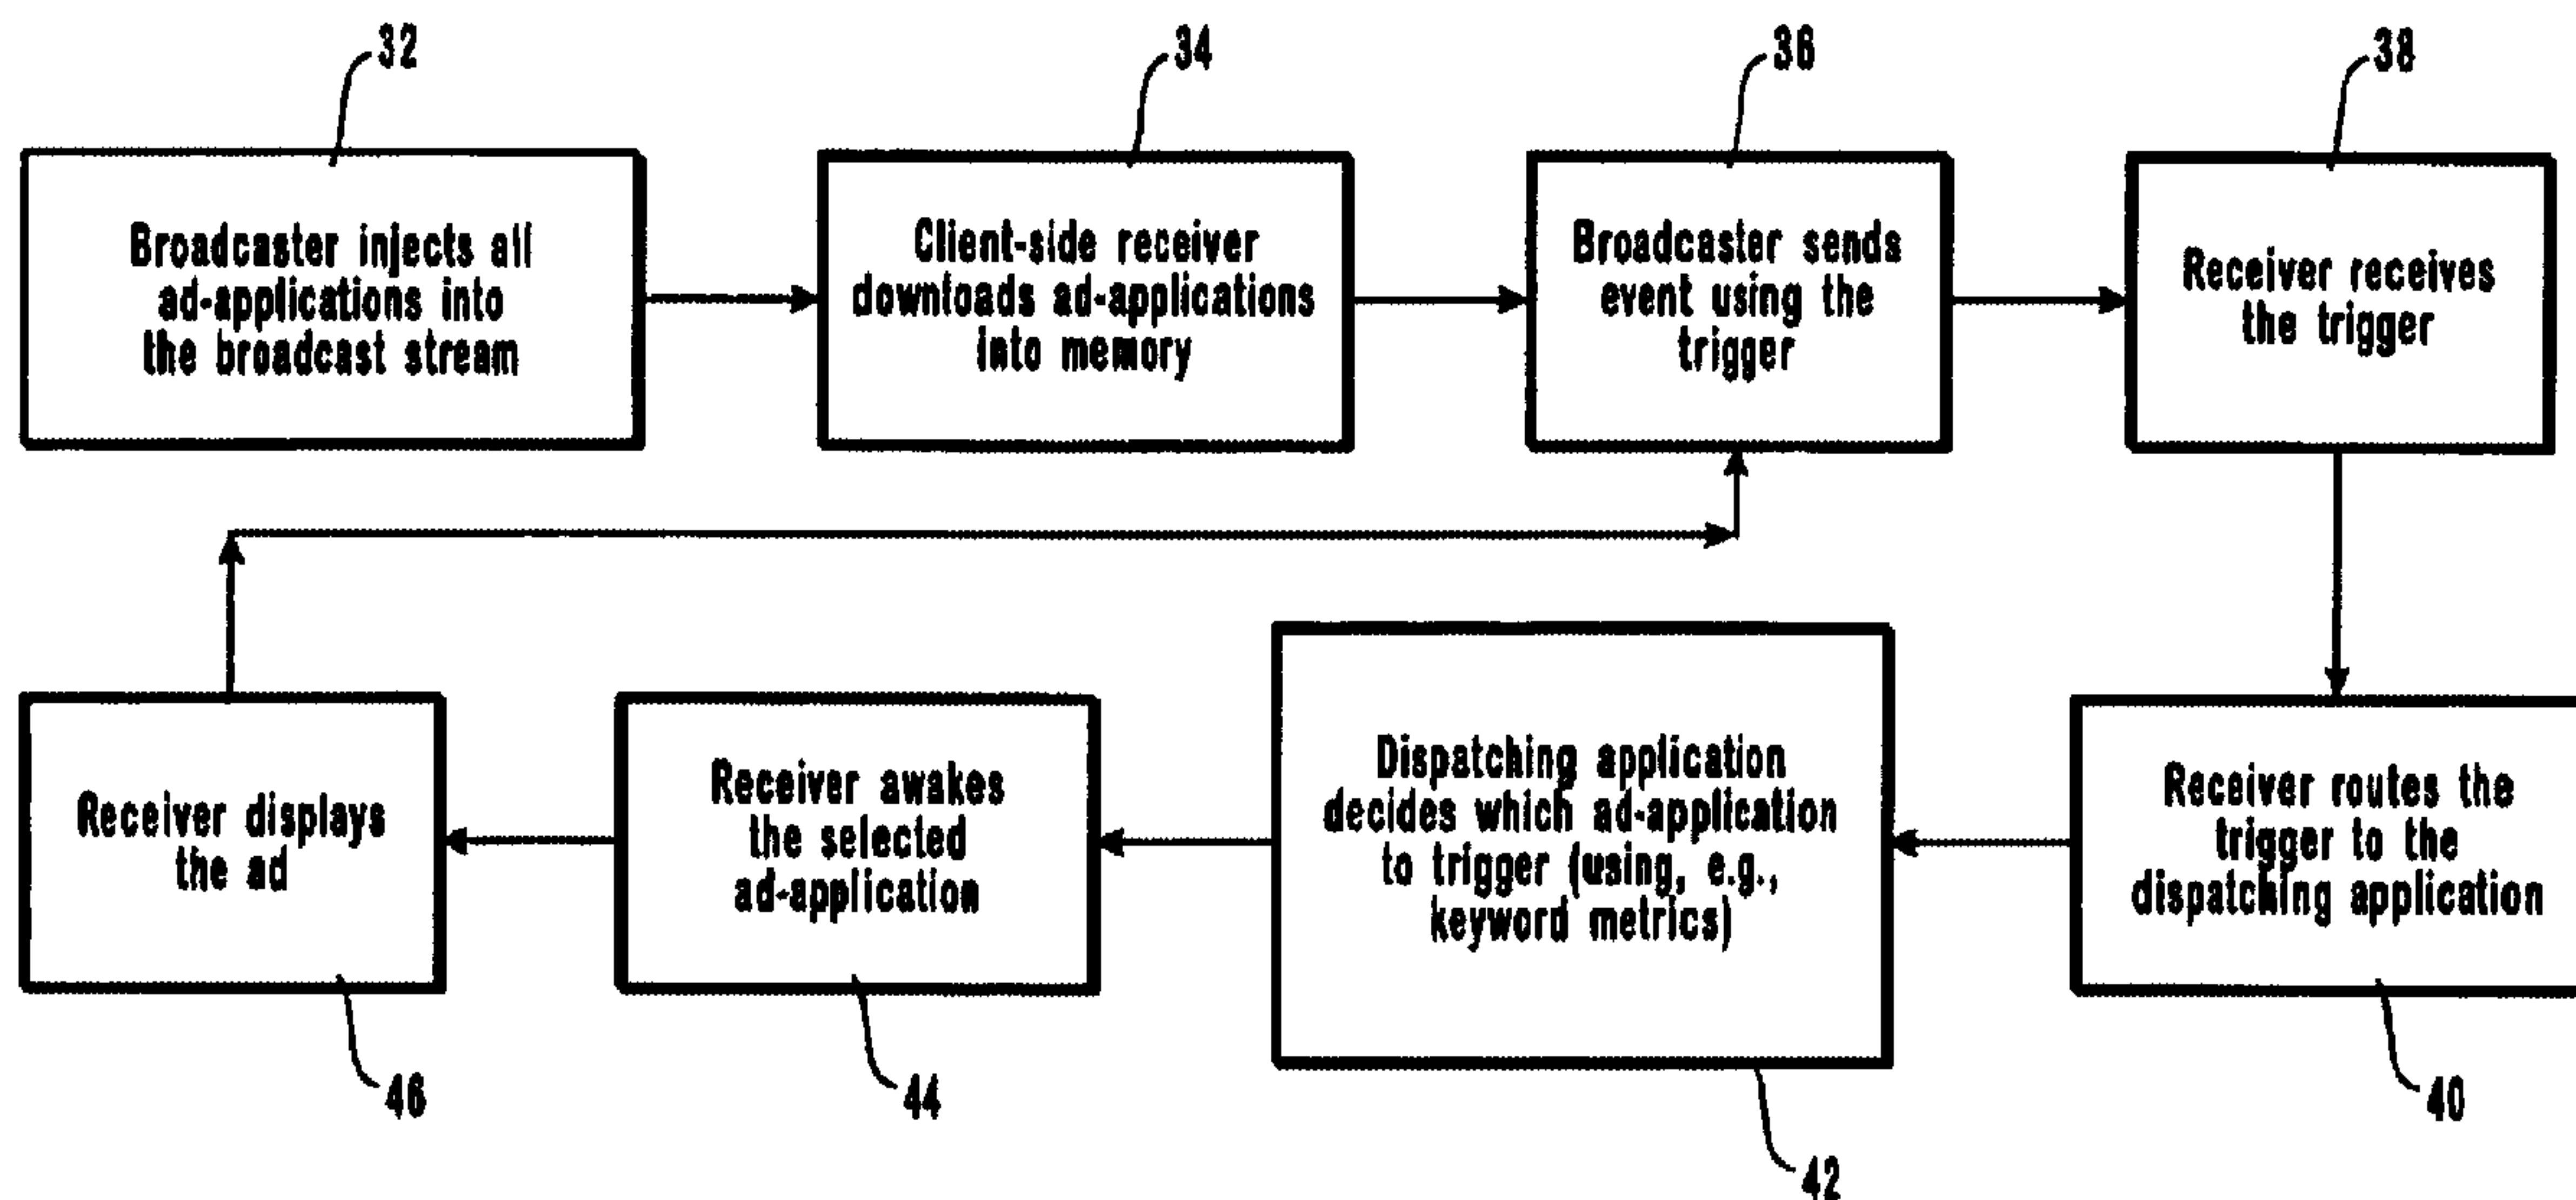 32
34
36
38
Broadcaster injects all
ad-applications into
the broadcast stream
Client-side receiver
downloads ad-applications
into memory
Broadcaster sends
event using the
trigger
Receiver receives
the trigger
Receiver displays
the ad
Receiver awakes
the selected
ad-application
Dispatching application
decides which ad-application
to trigger (using, e.g.,
keyword metrics)
Receiver routes the
trigger to the
dispatching application
46
44
42
40